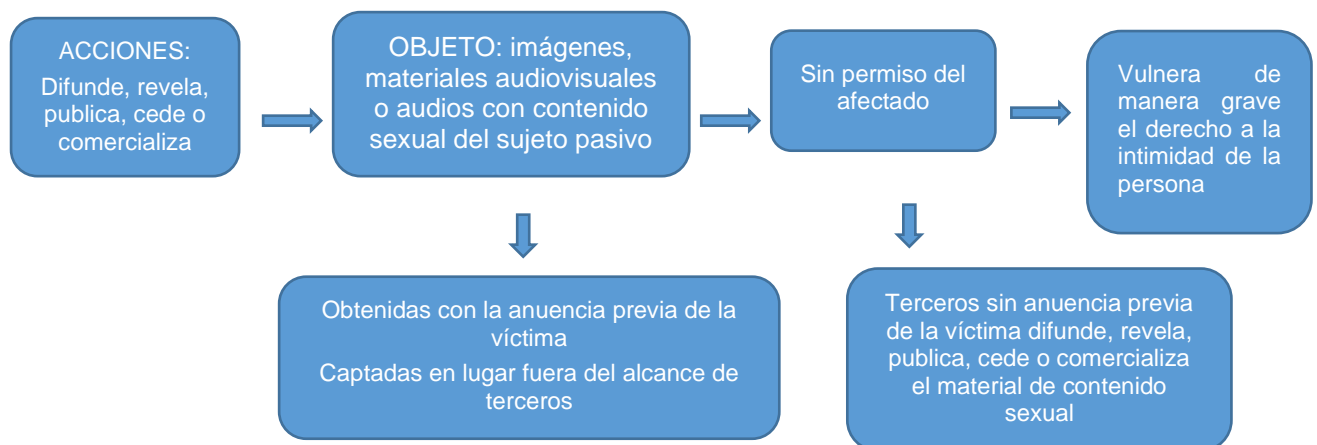 ACCIONES:
Difunde, revela,
publica, cede o
comercializa
OBJETO: imágenes,
materiales audiovisuales
o audios con contenido
sexual del sujeto pasivo
Sin permiso del
afectado
Vulnera de
manera grave
el derecho a la
intimidad de la
persona
Obtenidas con la anuencia previa de la
víctima
Captadas en lugar fuera del alcance de
terceros
Terceros sin anuencia previa
de la víctima difunde, revela,
publica, cede o comercializa
el material de contenido
sexual